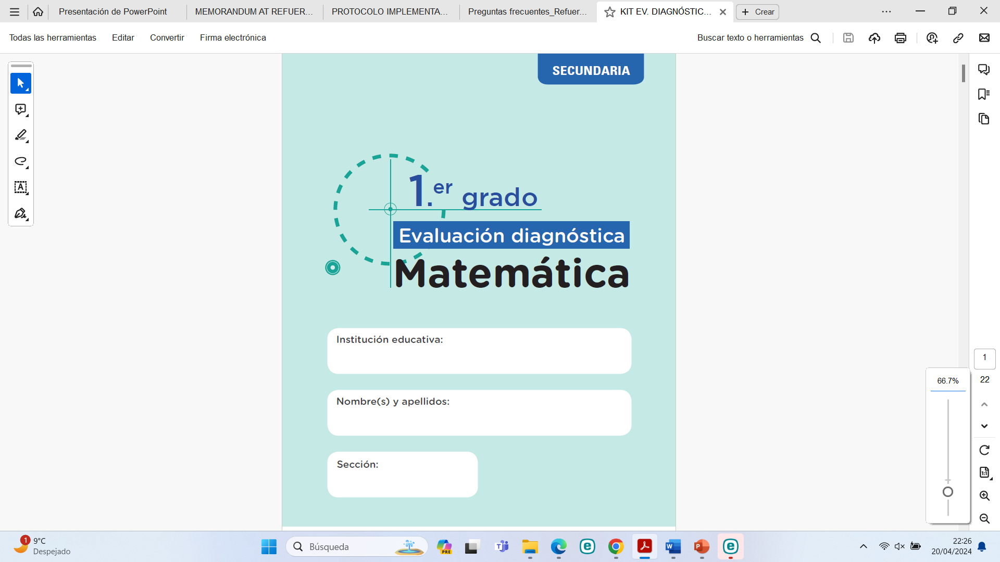 Presentación de PowerPoint
MEMORANDUM AT REFUER...
PROTOCOLO IMPLEMENTA...
Preguntas frecuentes_Refuer...
KIT EV. DIAGNÓSTIC...
Crear
Todas las herramientas
Editar
Convertir
Firma electrónica
Buscar texto o herramientas
SECUNDARIA
1.er grado
Evaluación diagnóstica
Matemática
Institución educativa:
Nombre(s) y apellidos:
Sección:
1
22
66.7%
1
9°C
Despejado
Búsqueda
PRE
22:26
20/04/2024